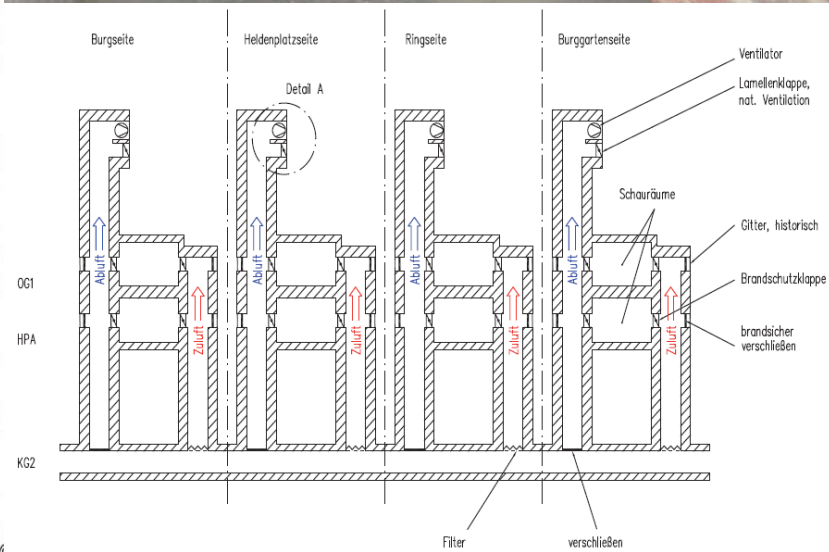 Burgseite
Heldenplatzseite
Ringseite
Burggartenseite
Ventilator
Lamellenklappe,
nat. Ventilation
Detail A
Schauräume
Gitter, historisch
Brandschutzklappe
brandsicher
verschließen
OG1
HPA
KG2
Abluft
Zuluft
Abluft
Zuluft
Abluft
Zuluft
Abluft
Zuluft
Filter
verschließen